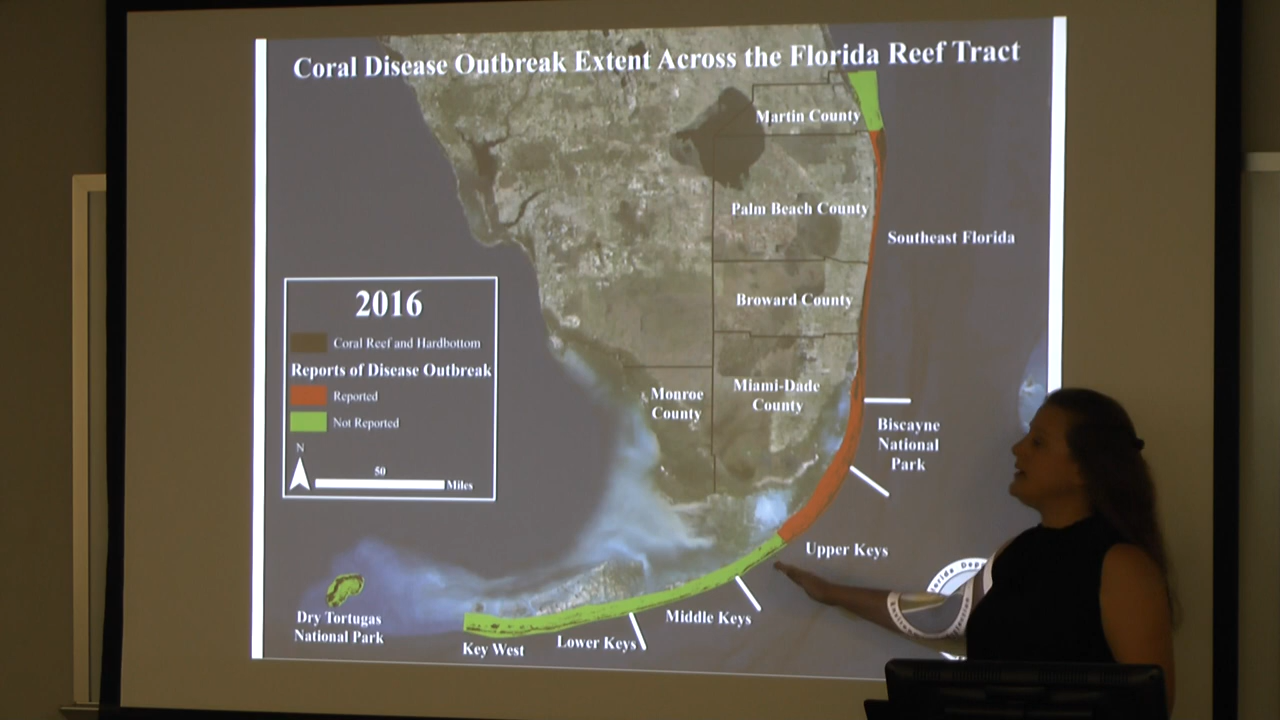 Coral Disease Outbreak Extent Across the Florida Reef Tract
Martin County
Palm Beach County
Southeast Florida
Broward County
2016
Coral Reef and Hardbottom
Reports of Disease Outbreak
Reported
Not Reported
N
50
Miles
Monroe
County
Miami-Dade
County
Biscayne
National
Park
Upper Keys
Middle Keys
Lower Keys
Key West
Dry Tortugas
National Park